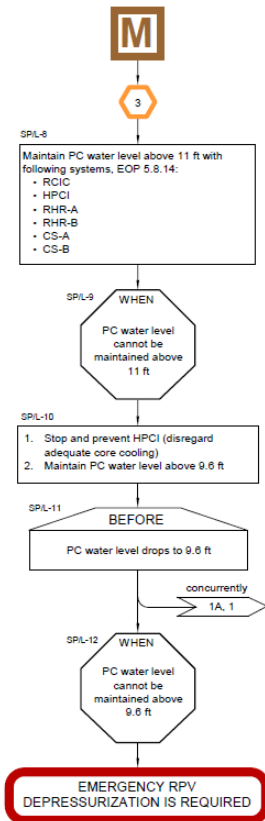 M
3
SP/L-8
Maintain PC water level above 11 ft with
following systems, EOP 5.8.14:
• RCIC
• HPCI
• RHR-A
• RHR-B
• CS-A
• CS-B
SP/L-9
WHEN
PC water level
cannot be
maintained above
11 ft
SP/L-10
1. Stop and prevent HPCI (disregard
adequate core cooling)
2. Maintain PC water level above 9.6 ft
SP/L-11
BEFORE
PC water level drops to 9.6 ft
concurrently
1A, 1
SP/L-12
WHEN
PC water level
cannot be
maintained above
9.6 ft
EMERGENCY RPV
DEPRESSURIZATION IS REQUIRED